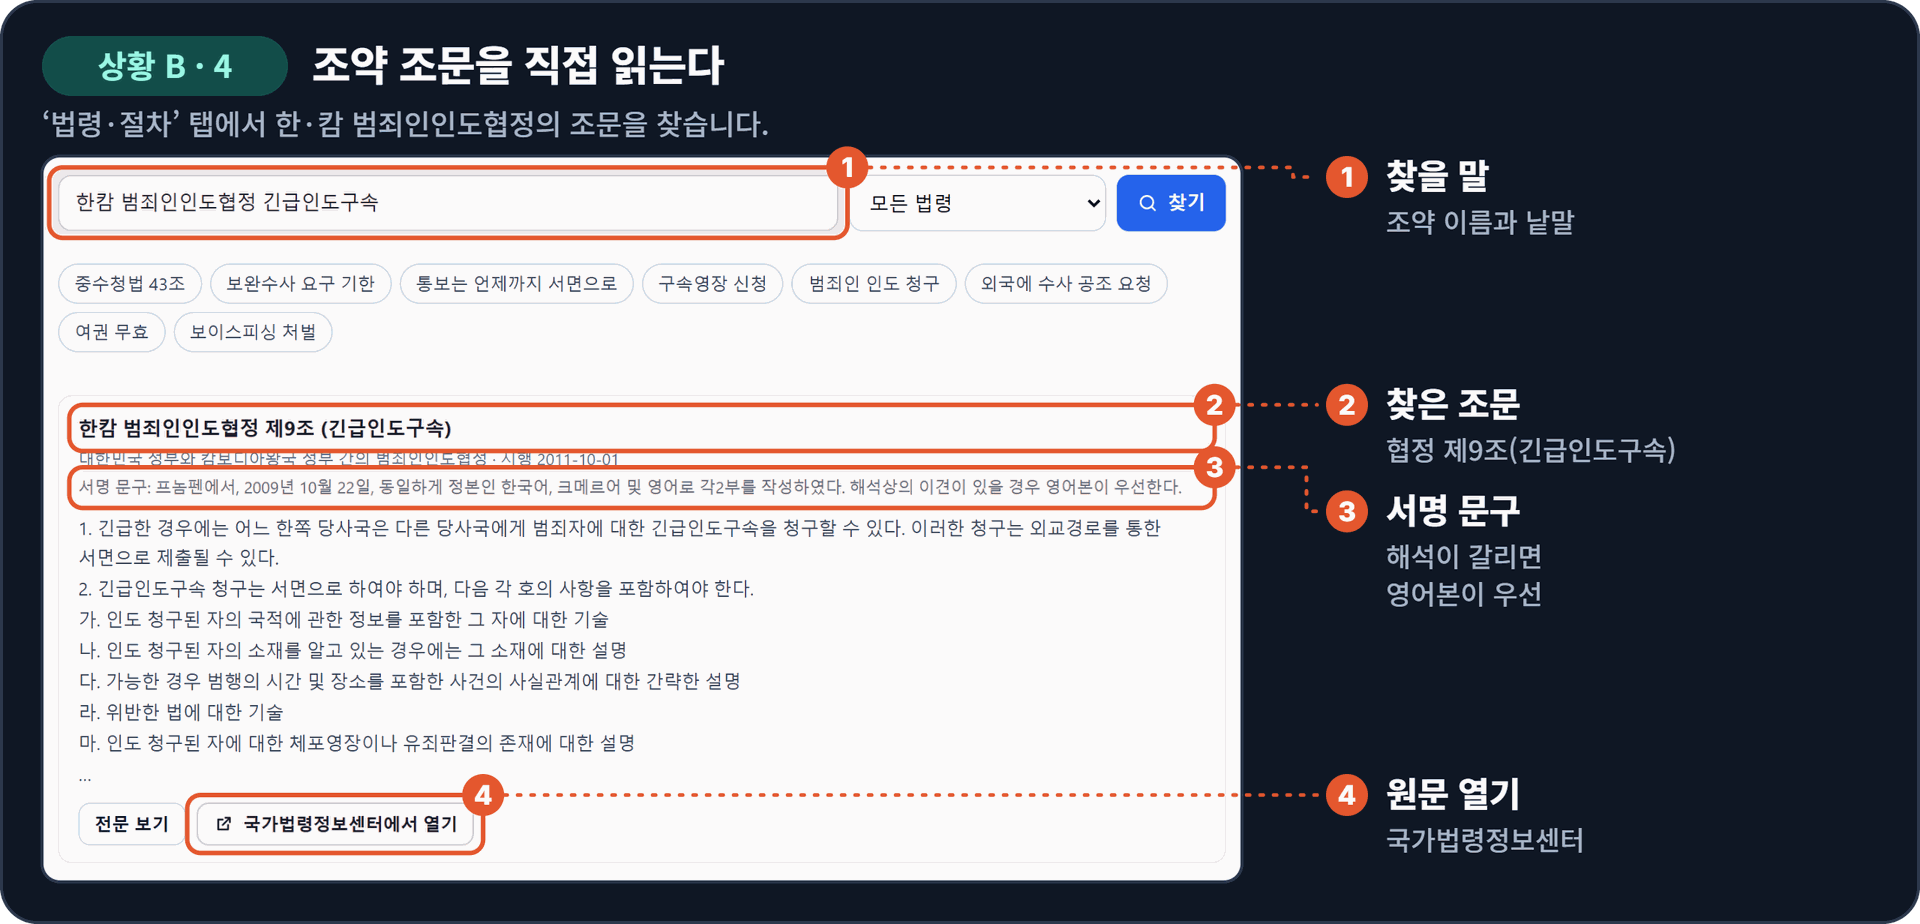 상황 B · 4
조약 조문을 직접 읽는다
‘법령·절차’ 탭에서 한·캄 범죄인인도협정의 조문을 찾습니다.
한캄 범죄인인도협정 긴급인도구속
1
모든 법령
찾기
1 찾을 말
조약 이름과 낱말
중수청법 43조
보완수사 요구 기한
통보는 언제까지 서면으로
구속영장 신청
범죄인 인도 청구
외국에 수사 공조 요청
여권 무효
보이스피싱 처벌
한캄 범죄인인도협정 제9조 (긴급인도구속)
2
2 찾은 조문
협정 제9조(긴급인도구속)
대한민국 정부와 캄보디아왕국 정부 간의 범죄인인도협정 · 시행 2011-10-01
서명 문구: 프놈펜에서, 2009년 10월 22일, 동일하게 정본인 한국어, 크메르어 및 영어로 각2부를 작성하였다. 해석상의 이견이 있을 경우 영어본이 우선한다.
3
3 서명 문구
해석이 갈리면
영어본이 우선
1. 긴급한 경우에는 어느 한쪽 당사국은 다른 당사국에게 범죄자에 대한 긴급인도구속을 청구할 수 있다. 이러한 청구는 외교경로를 통한
서면으로 제출될 수 있다.
2. 긴급인도구속 청구는 서면으로 하여야 하며, 다음 각 호의 사항을 포함하여야 한다.
가. 인도 청구된 자의 국적에 관한 정보를 포함한 그 자에 대한 기술
나. 인도 청구된 자의 소재를 알고 있는 경우에는 그 소재에 대한 설명
다. 가능한 경우 범행의 시간 및 장소를 포함한 사건의 사실관계에 대한 간략한 설명
라. 위반한 법에 대한 기술
마. 인도 청구된 자에 대한 체포영장이나 유죄판결의 존재에 대한 설명
...
전문 보기
국가법령정보센터에서 열기
4
4 원문 열기
국가법령정보센터